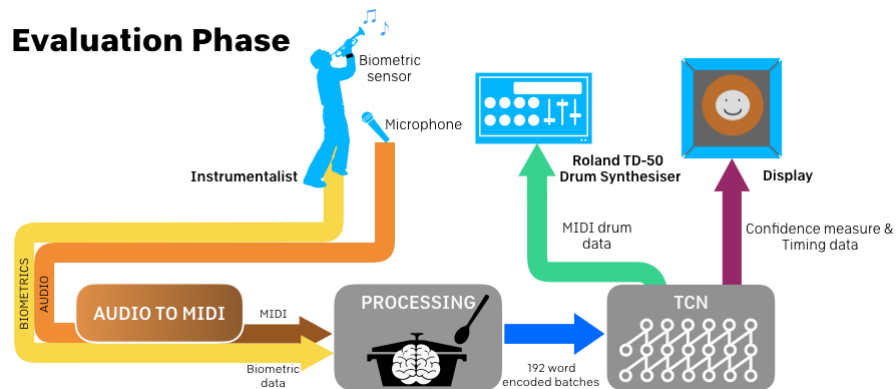 Evaluation Phase
Biometric
sensor
Microphone
Instrumentalist
Roland TD-50
Drum Synthesiser
Display
MIDI drum
data
Confidence measure &
Timing data
BIOMETRICS
AUDIO
AUDIO TO MIDI
MIDI
Biometric
data
PROCESSING
192 word
encoded batches
TCN